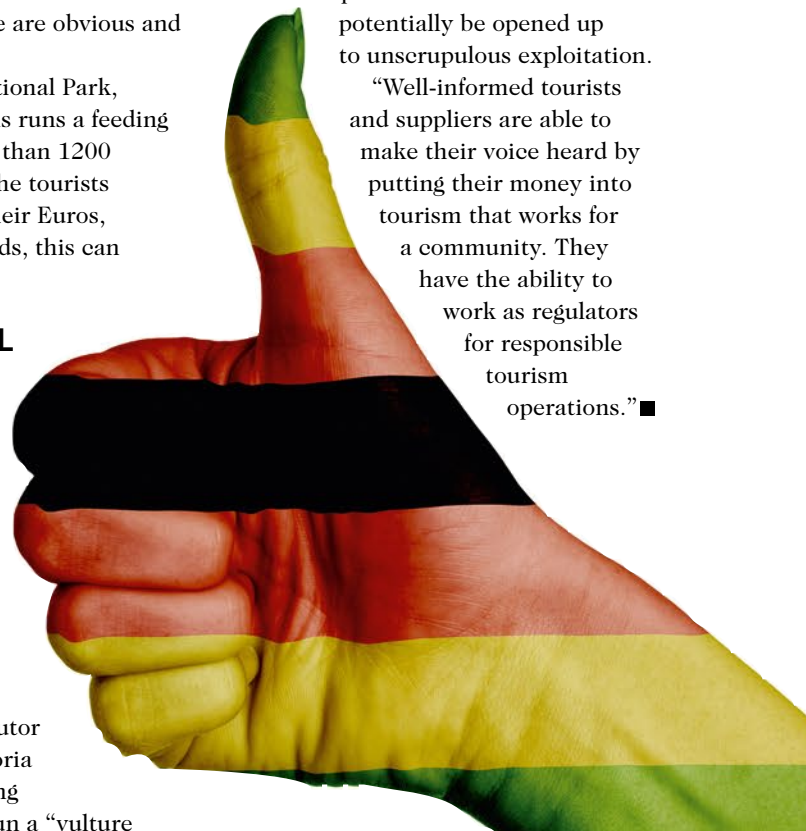 e are obvious and
tional Park,
s runs a feeding
than 1200
he tourists
eir Euros,
ds, this can
L
utor
oria
ng
un a “vulture
potentially be opened up
to unscrupulous exploitation.
“Well-informed tourists
and suppliers are able to
make their voice heard by
putting their money into
tourism that works for
a community. They
have the ability to
work as regulators
for responsible
tourism
operations.”■